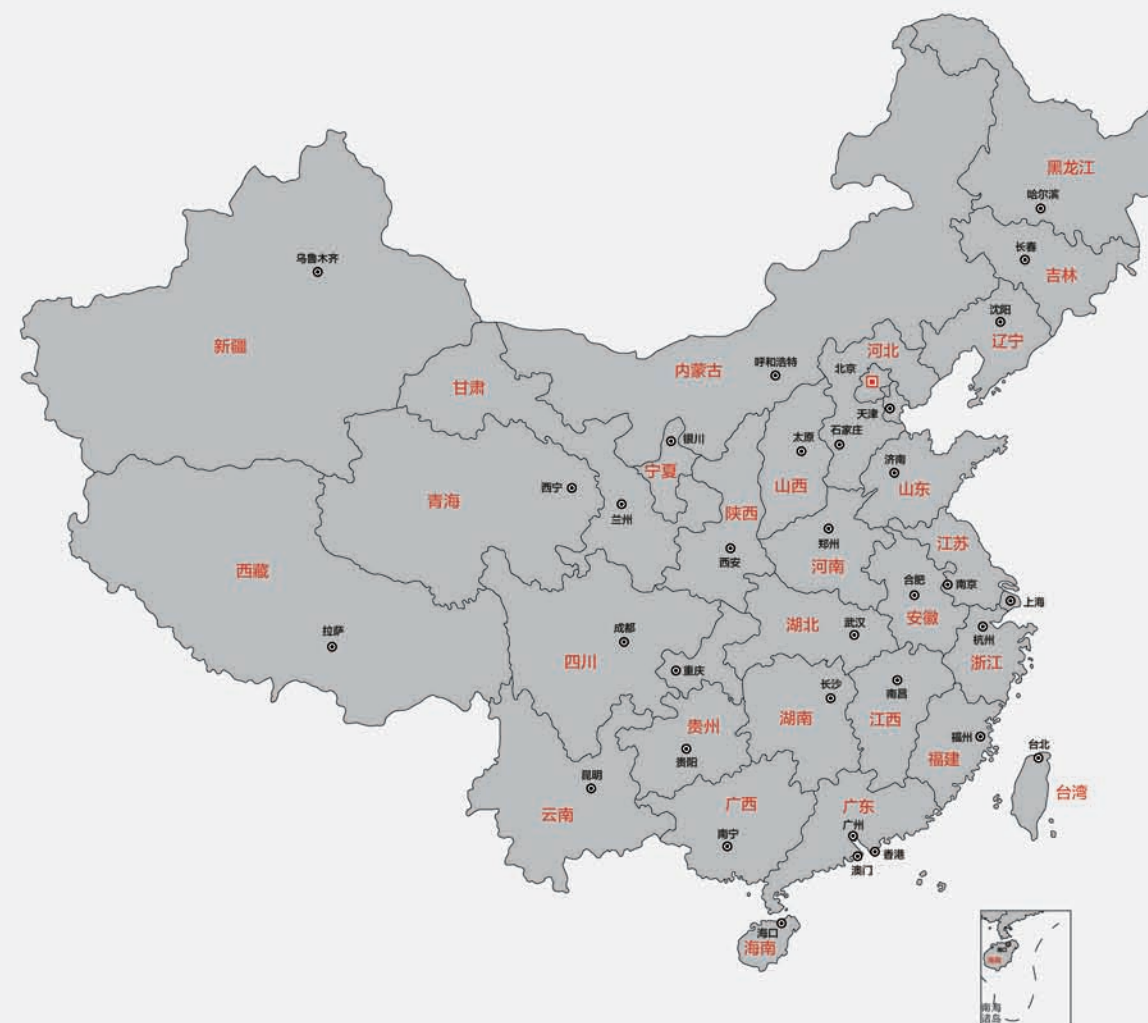 黑龙江
哈尔滨
长春
吉林
乌鲁木齐
沈阳
辽宁
新疆
河北
呼和浩特
北京
内蒙古
甘肃
天津
石家庄
太原
银川
济南
宁夏
山西
山东
西宁
青海
陕西
兰州
郑州
江苏
西安
河南
西藏
合肥
南京
上海
安徽
湖北
武汉
成都
拉萨
杭州
四川
浙江
重庆
长沙
南昌
湖南
江西
贵州
福州
台北
福建
贵阳
昆明
台湾
广西
广东
云南
广州
南宁
香港
澳门
海口
海南
海口
海南
南海
诸岛